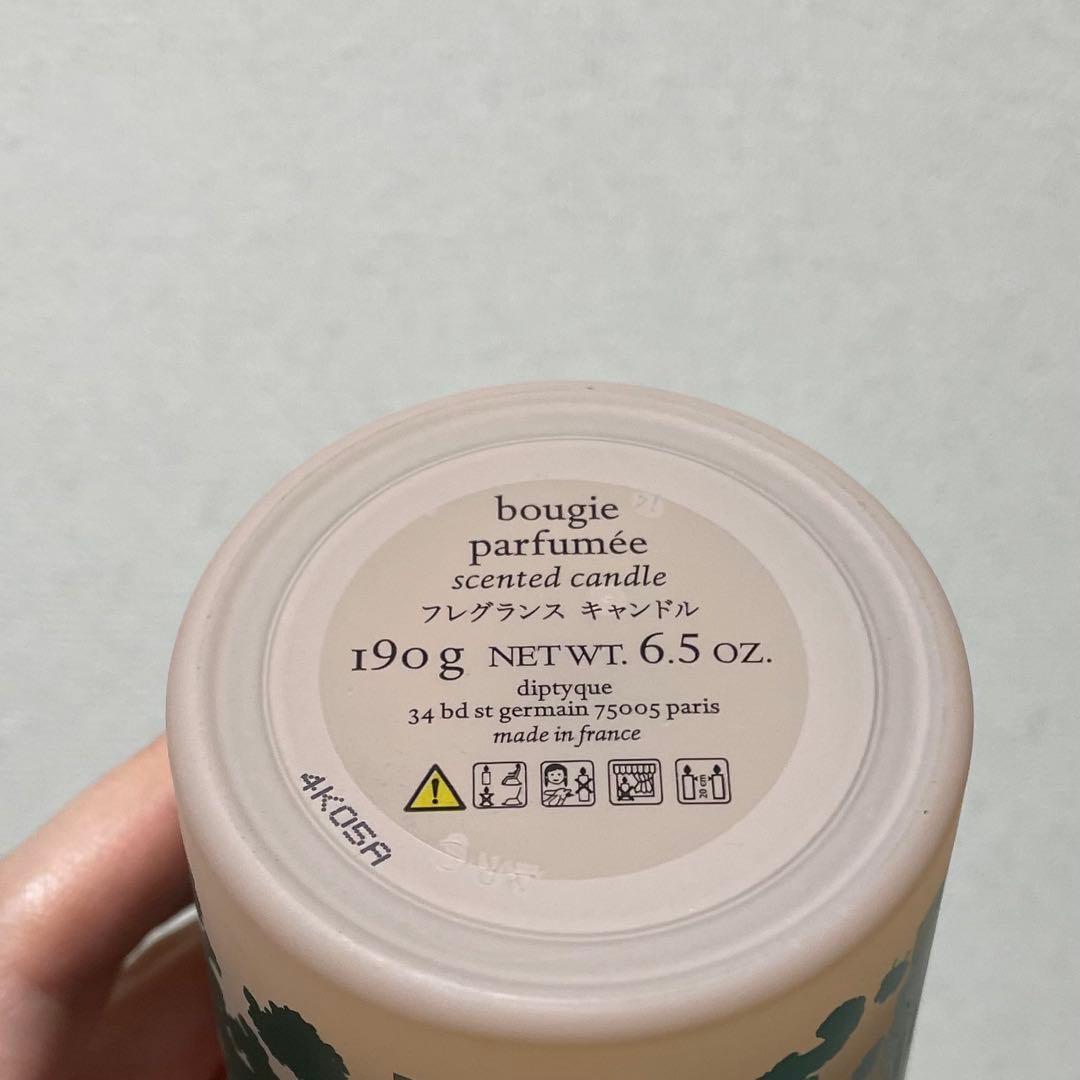 bougie
parfumée
scented candle
フレグランス キャンドル
190 g NET WT. 6.5 OZ.
diptyque
34 bd st germain 75005 paris
made in france
4K05A